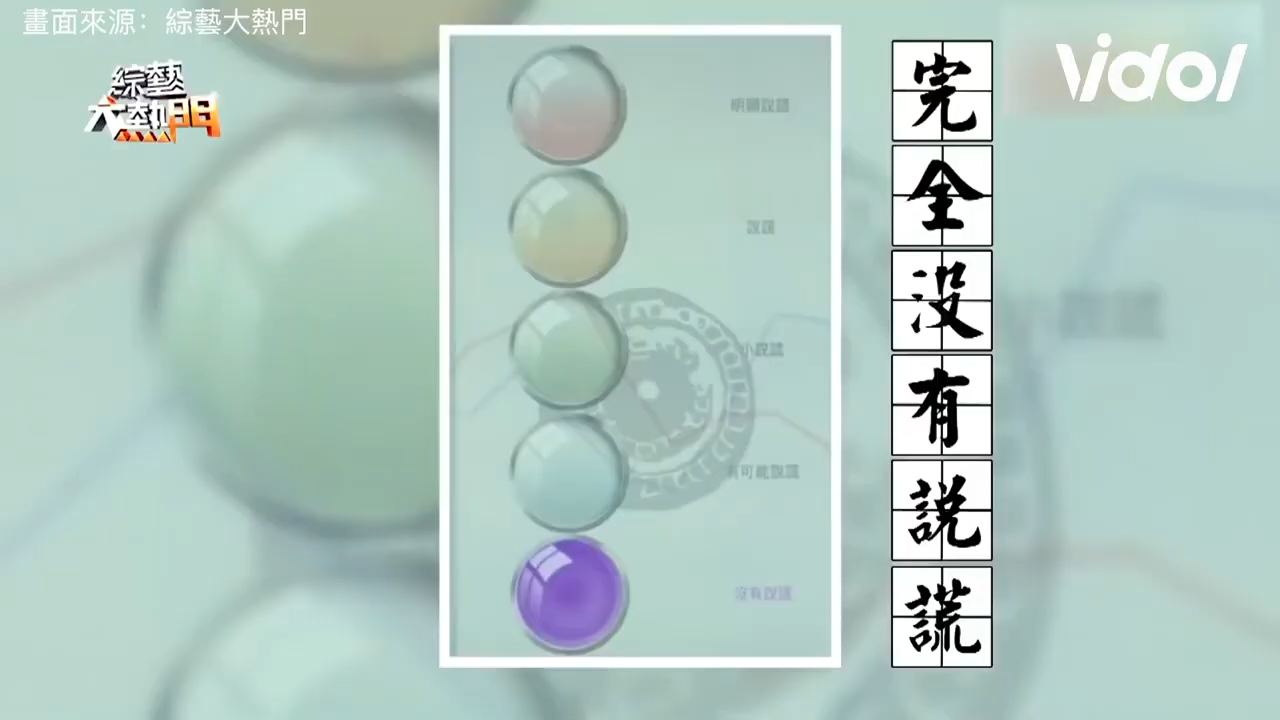 畫面來源：綜藝大熱門
綜藝
大熱門
vidol
明顯說謊
說謊
小說謊
有可能說謊
沒有說謊
完全没有説謊